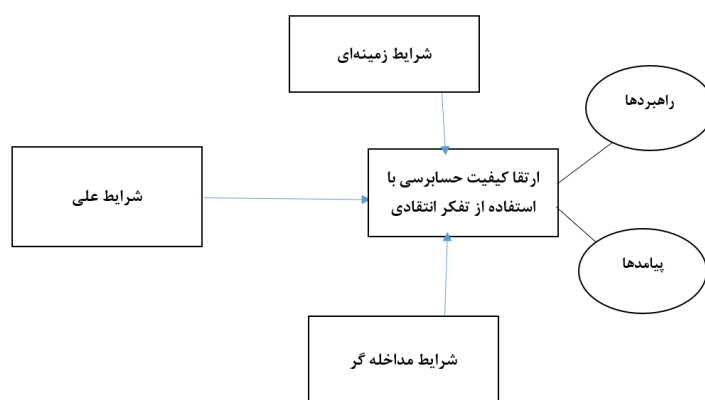 شرایط زمینه‌ای
راهبردها
ارتقا کیفیت حسابرسی با
استفاده از تفکر انتقادی
شرایط علی
پیامدها
شرایط مداخله گر